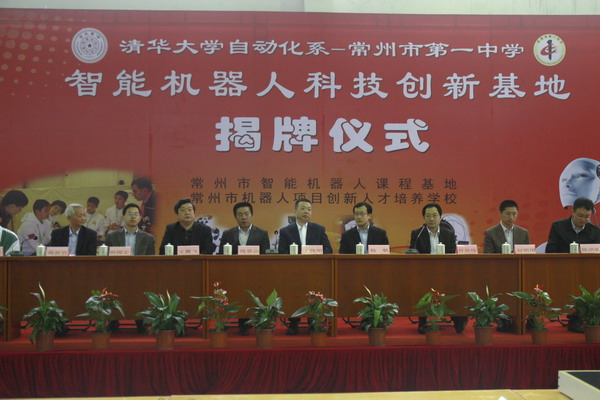 清华大学自动化系–常州市第一中学
智能机器人科技创新基地
揭牌仪式
常州市智能机器人课程基地
常州市机器人项目创新人才培养学校